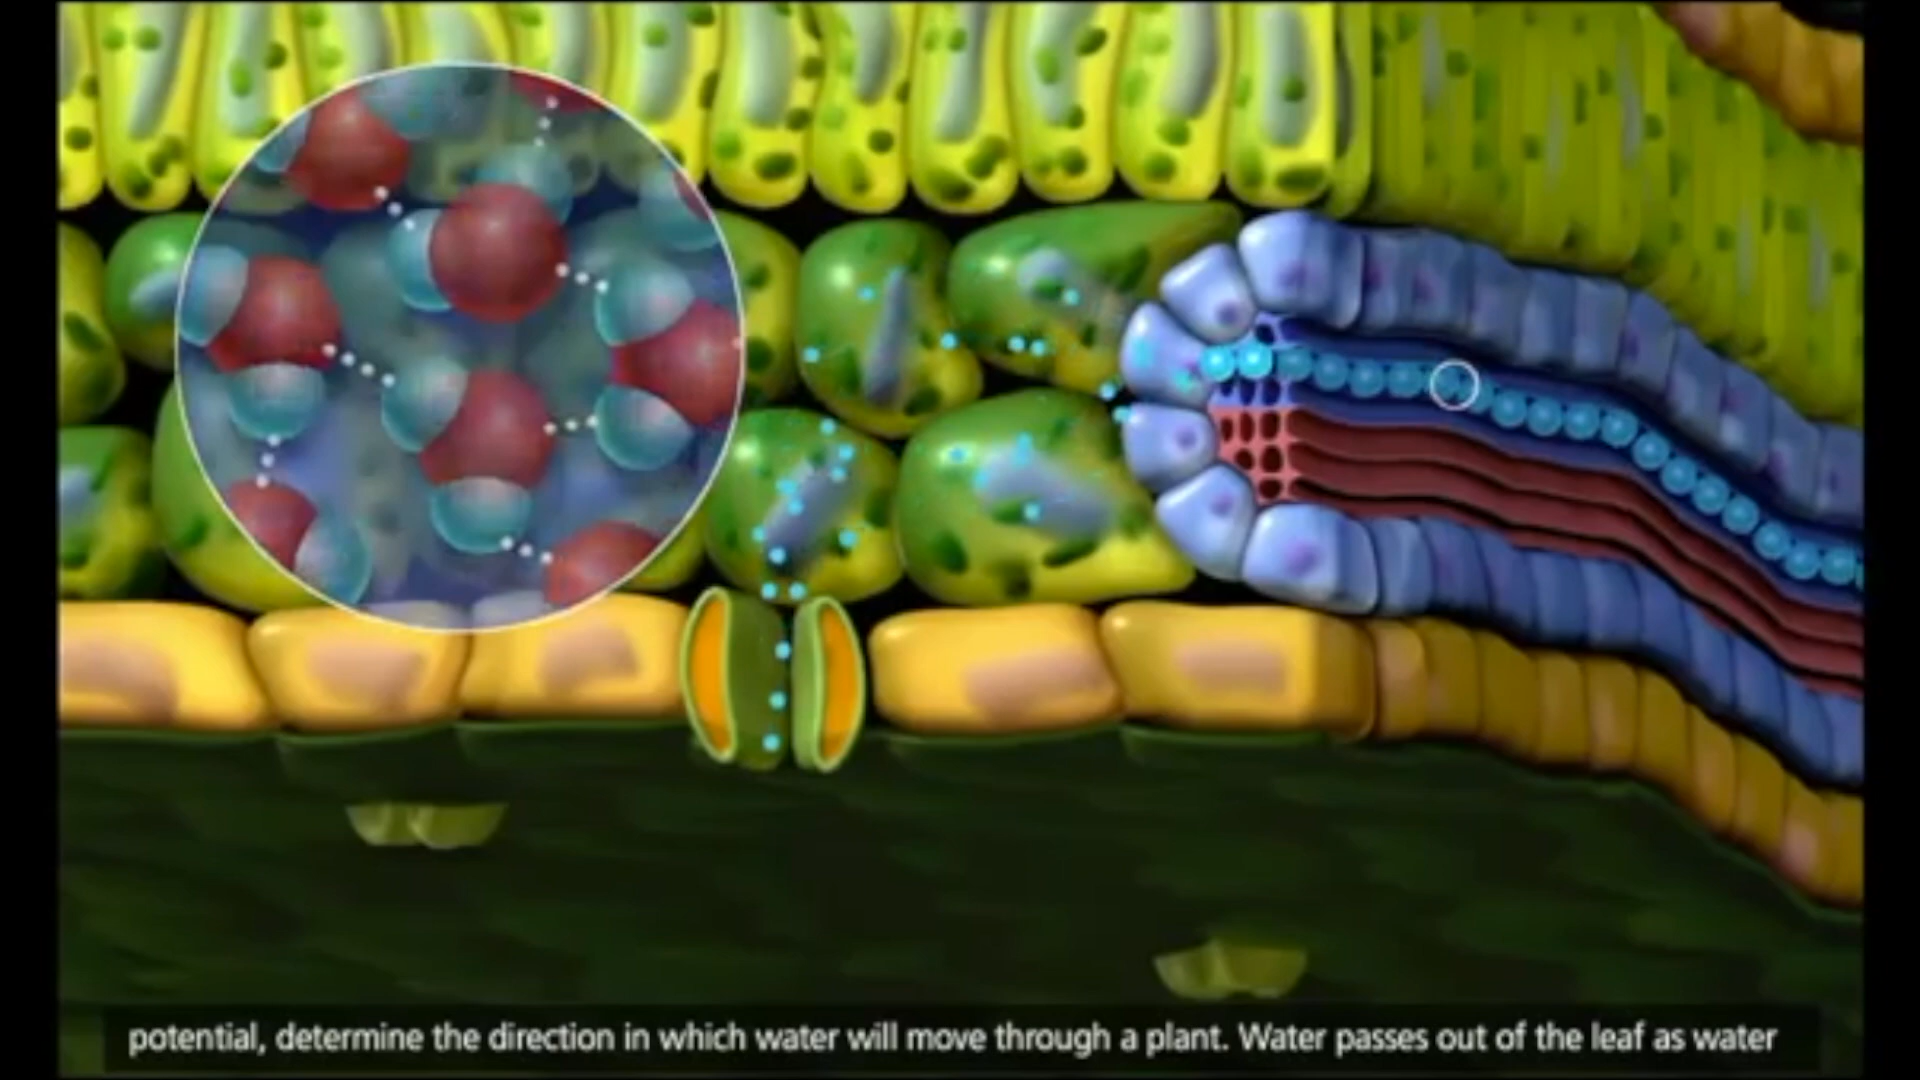 potential, determine the direction in which water will move through a plant. Water passes out of the leaf as water